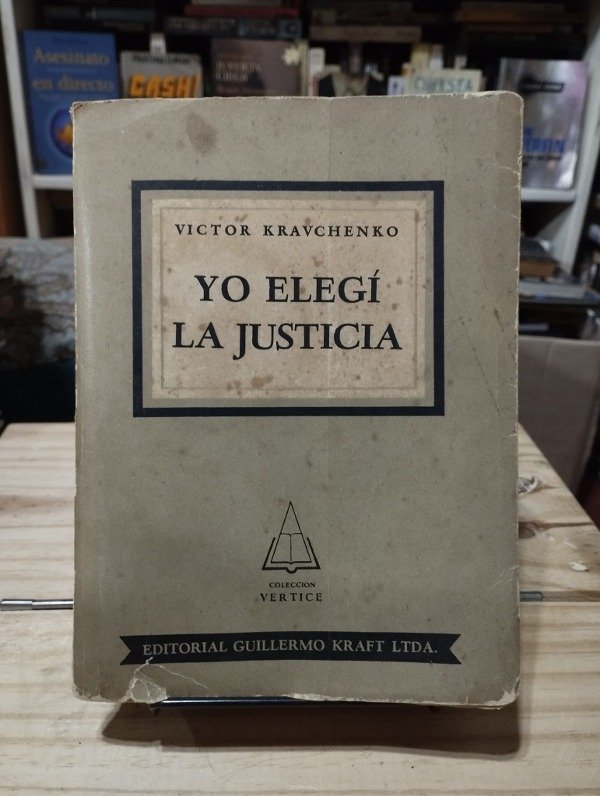 Asesinato
en directo
CASH
VICTOR KRAVCHENKO
YO ELEGÍ
LA JUSTICIA
COLECCION
VERTICE
EDITORIAL GUILLERMO KRAFT LTDA.